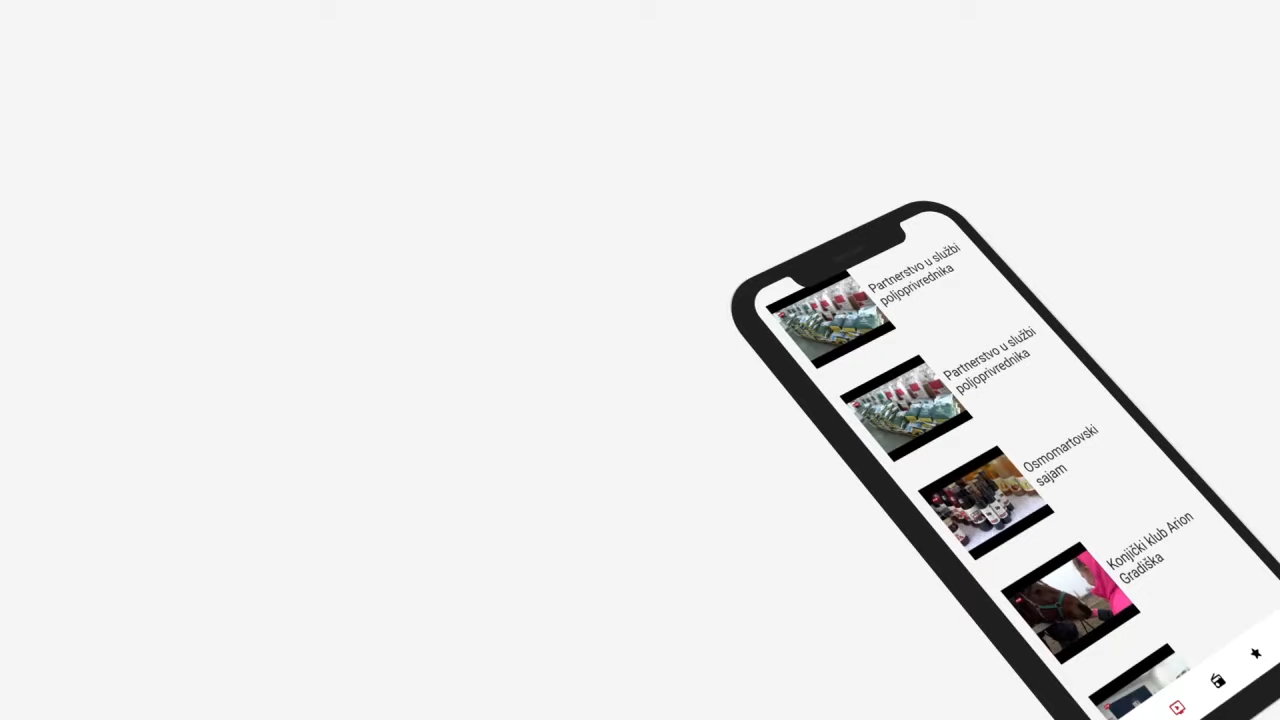 Partnerstvo u službi
poljoprivrednika
Partnerstvo u službi
poljoprivrednika
Osmomartovski
sajam
Konjički klub Arion
Gradiška